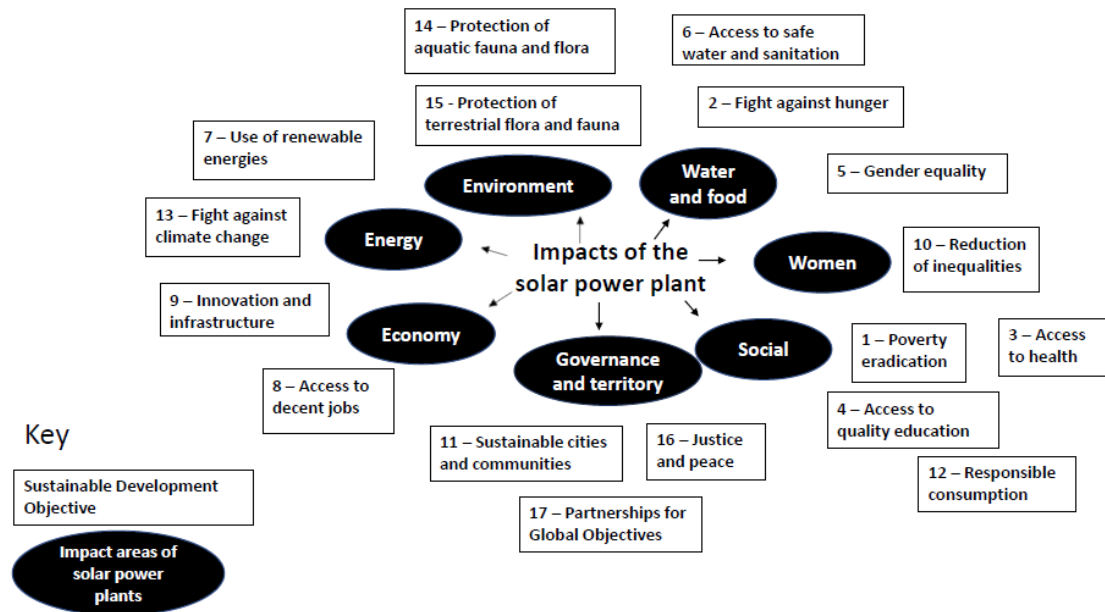 14 – Protection of
aquatic fauna and flora
6 – Access to safe
water and sanitation
15 - Protection of
terrestrial flora and fauna
2 – Fight against hunger
7 – Use of renewable
energies
Environment
Water
and food
5 – Gender equality
13 – Fight against
climate change
Energy
Impacts of the
solar power plant
Women
10 – Reduction
of inequalities
9 – Innovation and
infrastructure
Economy
Governance
and territory
Social
1 – Poverty
eradication
3 – Access
to health
8 – Access to
decent jobs
4 – Access to
quality education
11 – Sustainable cities
and communities
16 – Justice
and peace
12 – Responsible
consumption
17 – Partnerships for
Global Objectives
Key
Sustainable Development
Objective
Impact areas of
solar power
plants